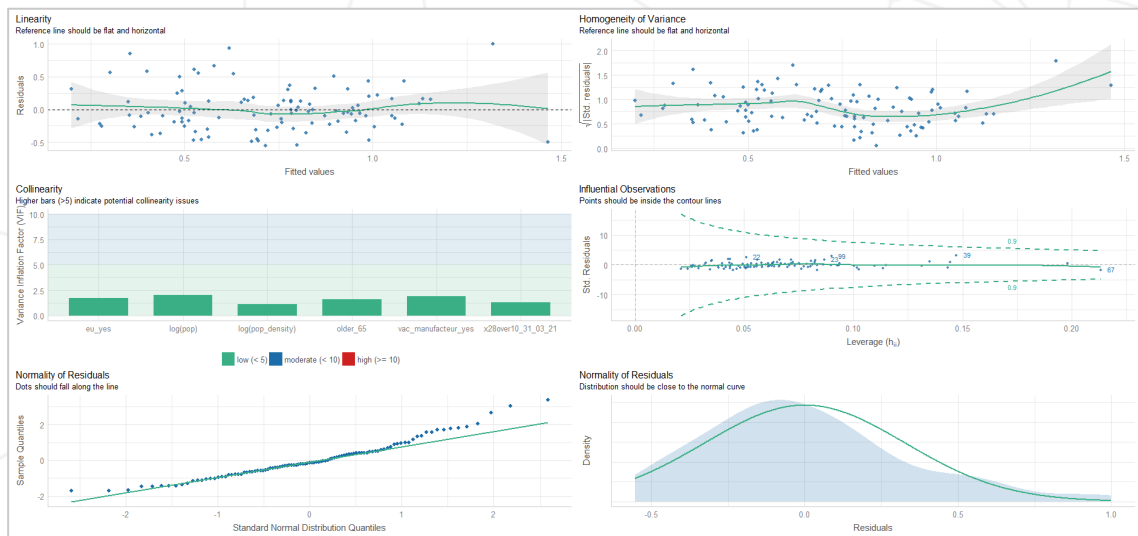 Linearity
Reference line should be flat and horizontal
Residuals
1.0
0.5
0.0
-0.5
0.5
1.0
1.5
Fitted values
Homogeneity of Variance
Reference line should be flat and horizontal
√|Std. residuals|
2.0
1.5
1.0
0.5
0.0
0.5
1.0
1.5
Fitted values
Collinearity
Higher bars (>5) indicate potential collinearity issues
Variance Inflation Factor (VIF)
10.0
7.5
5.0
2.5
0.0
eu_yes
log(pop)
log(pop_density)
older_65
vac_manufacteur_yes
x28over10_31_03_21
low (< 5)
moderate (< 10)
high (>= 10)
Influential Observations
Points should be inside the contour lines
Std. Residuals
10
0
-10
0.9
22
23
99
39
67
0.9
0.00
0.05
0.10
0.15
0.20
Leverage (hii)
Normality of Residuals
Dots should fall along the line
Sample Quantiles
2
0
-2
-2
-1
0
1
2
Standard Normal Distribution Quantiles
Normality of Residuals
Distribution should be close to the normal curve
Density
-0.5
0.0
0.5
1.0
Residuals